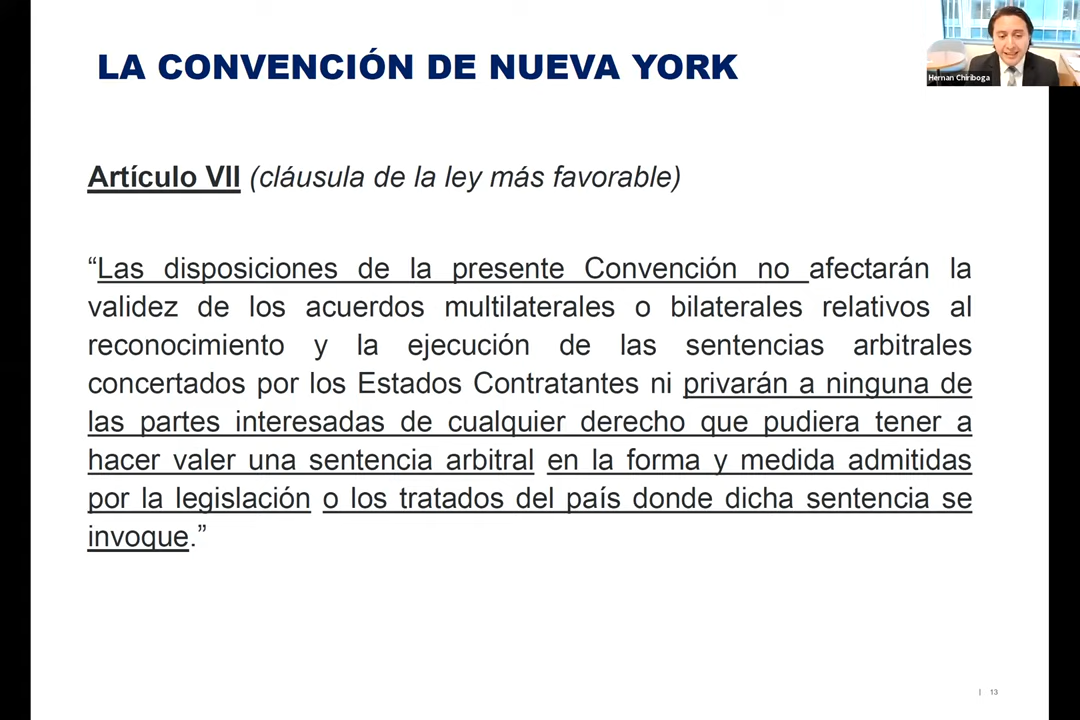 LA CONVENCIÓN DE NUEVA YORK
Hernan Chiriboga
Artículo VII (cláusula de la ley más favorable)
“Las disposiciones de la presente Convención no afectarán la
validez de los acuerdos multilaterales o bilaterales relativos al
reconocimiento y la ejecución de las sentencias arbitrales
concertados por los Estados Contratantes ni privarán a ninguna de
las partes interesadas de cualquier derecho que pudiera tener a
hacer valer una sentencia arbitral en la forma y medida admitidas
por la legislación o los tratados del país donde dicha sentencia se
invoque.”
| 13